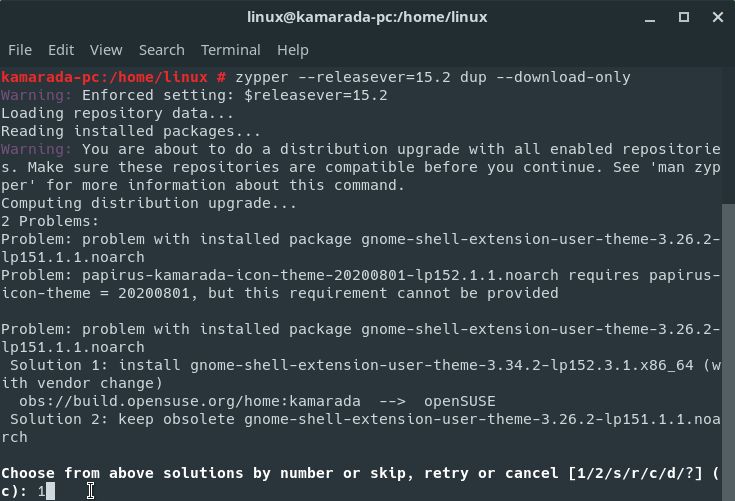 linux@kamarada-pc:/home/linux
File Edit View Search Terminal Help
kamarada-pc:/home/linux # zypper --releasever=15.2 dup --download-only
Warning: Enforced setting: $releasever=15.2
Loading repository data...
Reading installed packages...
Warning: You are about to do a distribution upgrade with all enabled repositorie
s. Make sure these repositories are compatible before you continue. See 'man zyp
per' for more information about this command.
Computing distribution upgrade...
2 Problems:
Problem: problem with installed package gnome-shell-extension-user-theme-3.26.2-
lp151.1.1.noarch
Problem: papirus-kamarada-icon-theme-20200801-lp152.1.1.noarch requires papirus-
icon-theme = 20200801, but this requirement cannot be provided
Problem: problem with installed package gnome-shell-extension-user-theme-3.26.2-
lp151.1.1.noarch
Solution 1: install gnome-shell-extension-user-theme-3.34.2-lp152.3.1.x86_64 (w
ith vendor change)
obs://build.opensuse.org/home:kamarada --> openSUSE
Solution 2: keep obsolete gnome-shell-extension-user-theme-3.26.2-lp151.1.1.noa
rch
Choose from above solutions by number or skip, retry or cancel [1/2/s/r/c/d/?] (
c): 1